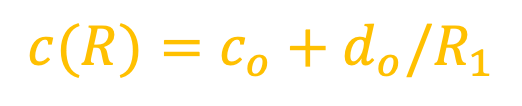 c(R) = c_o + d_o/R_1